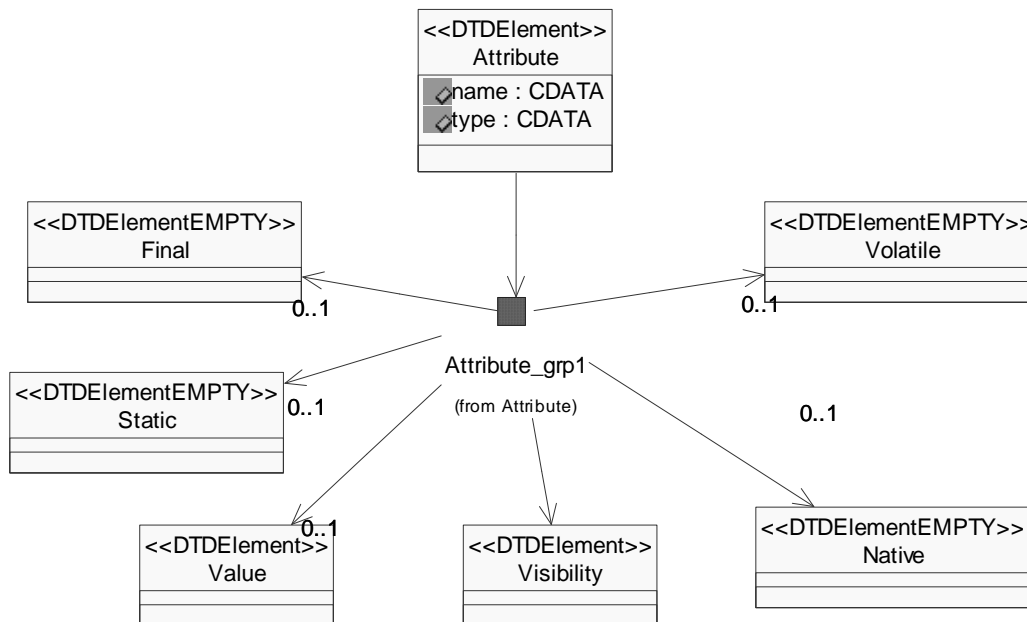 <<DTDElement>>
Attribute
name : CDATA
type : CDATA
<<DTDElementEMPTY>>
Final
<<DTDElementEMPTY>>
Volatile
0..1
0..1
Attribute_grp1
(from Attribute)
<<DTDElementEMPTY>>
Static
0..1
0..1
<<DTDElement>>
Value
0..1
<<DTDElement>>
Visibility
<<DTDElementEMPTY>>
Native